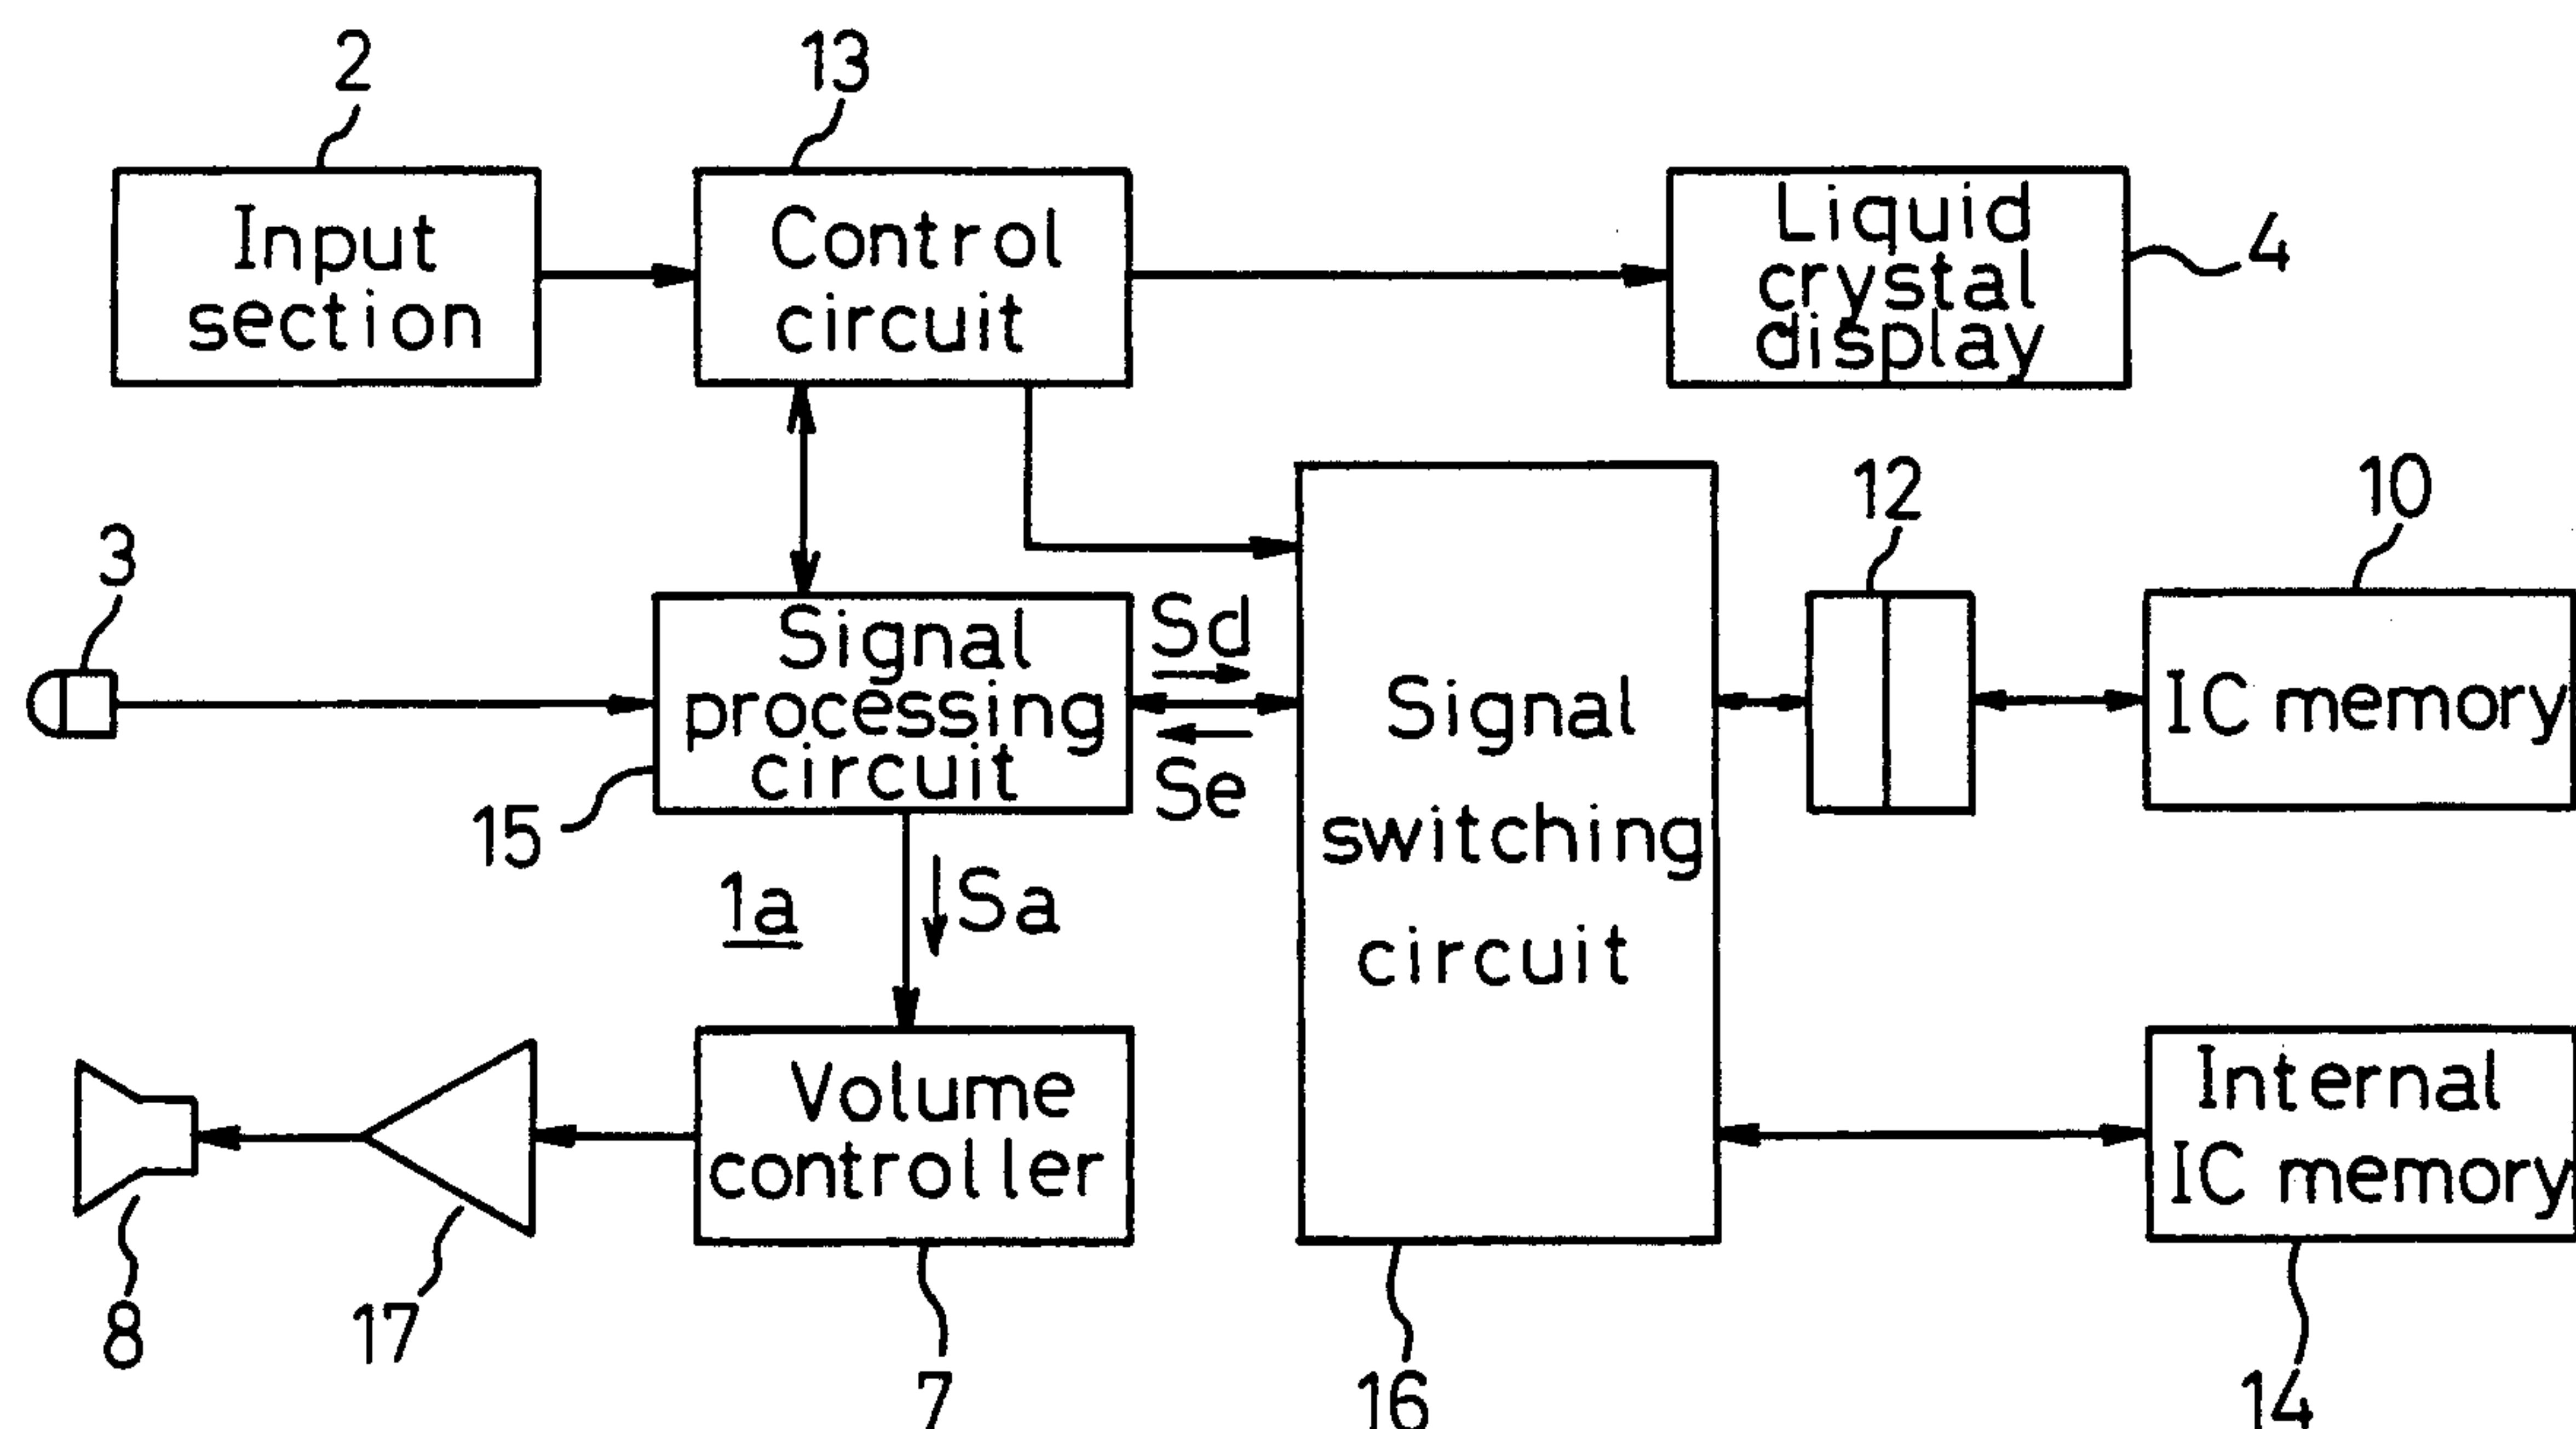 2
13
Input
section
Control
circuit
Liquid
crystal
display
4
3
12
10
Signal
processing
circuit
Sd
Se
15
Signal
switching
circuit
IC memory
1a
Sa
Volume
controller
Internal
IC memory
8
17
7
16
14